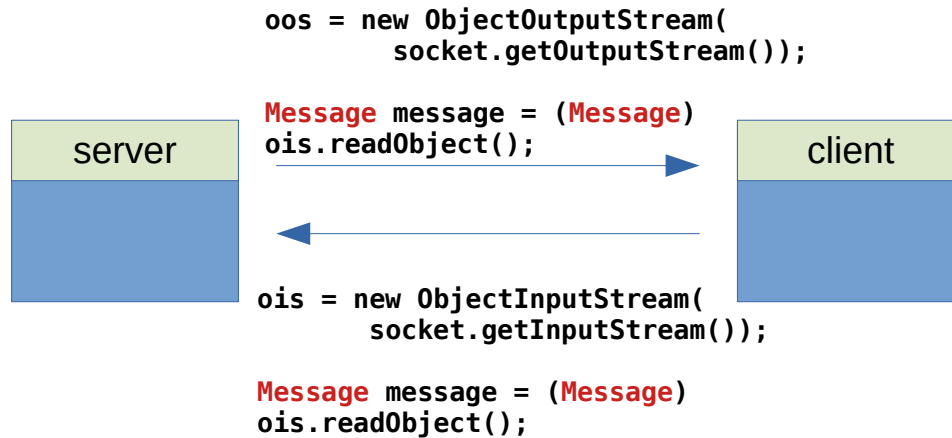 oos = new ObjectOutputStream(
socket.getOutputStream());
Message message = (Message)
ois.readObject();
server
client
ois = new ObjectInputStream(
socket.getInputStream());
Message message = (Message)
ois.readObject();